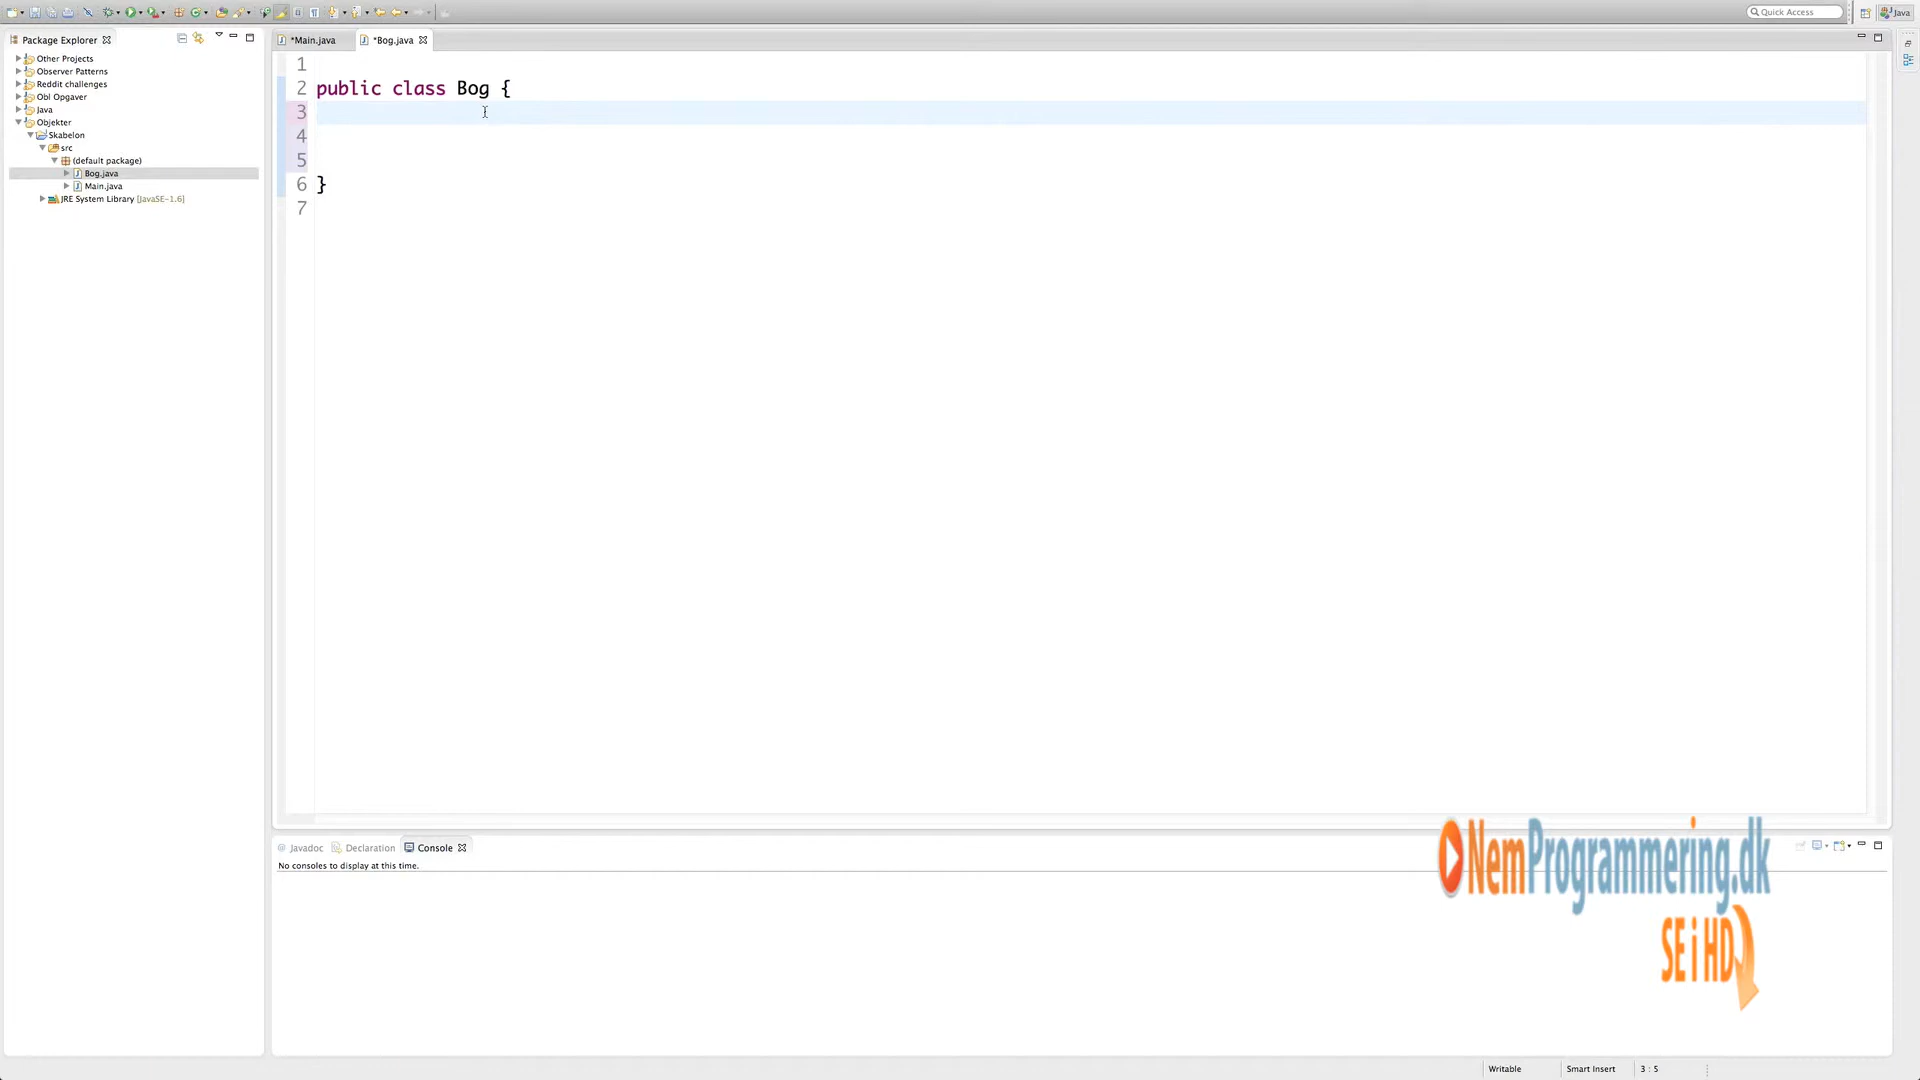 Quick Access
Java
Package Explorer
*Main.java
*Bog.java
Other Projects
Observer Patterns
Reddit challenges
Obl Opgaver
Java
Objekter
Skabelon
src
(default package)
Bog.java
Main.java
JRE System Library [JavaSE-1.6]
1
2 public class Bog {
3
4
5
6 }
7
@ Javadoc
Declaration
Console
No consoles to display at this time.
NemProgrammering.dk
SE i HD
Writable
Smart Insert
3 : 5